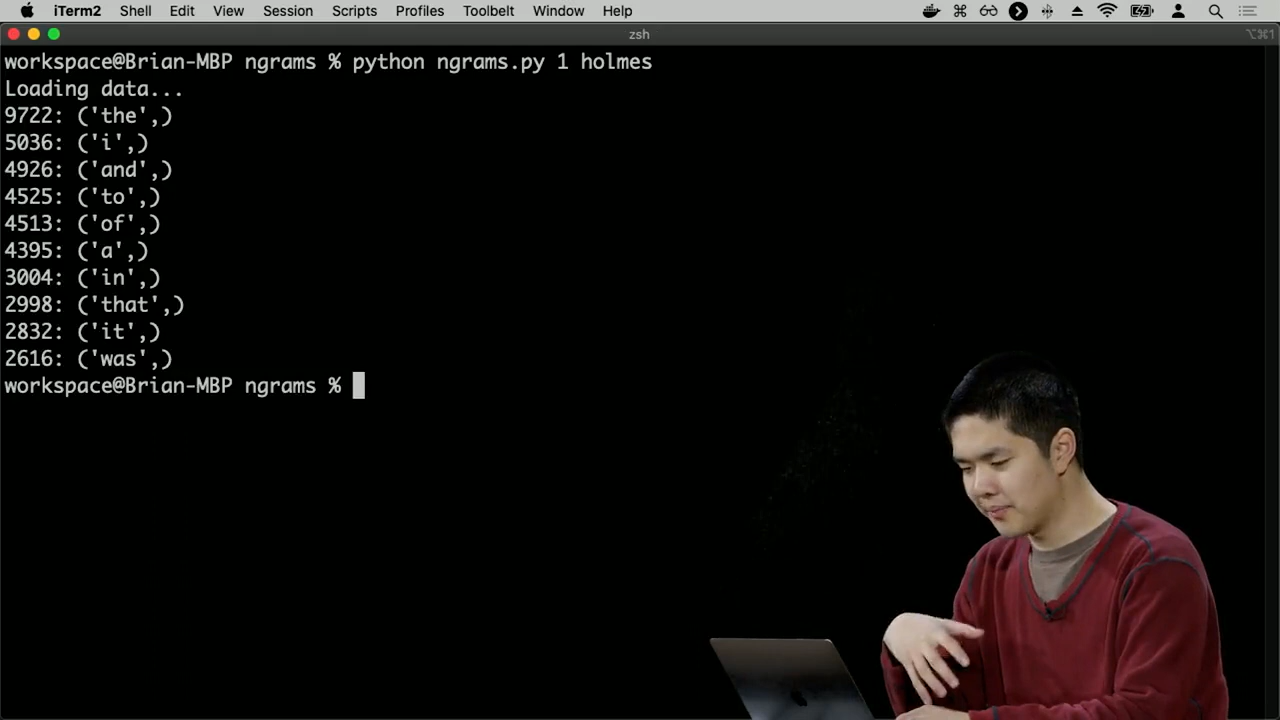 iTerm2 Shell Edit View Session Scripts Profiles Toolbelt Window Help
zsh ⌥⌘1
workspace@Brian-MBP ngrams % python ngrams.py 1 holmes
Loading data...
9722: ('the',)
5036: ('i',)
4926: ('and',)
4525: ('to',)
4513: ('of',)
4395: ('a',)
3004: ('in',)
2998: ('that',)
2832: ('it',)
2616: ('was',)
workspace@Brian-MBP ngrams %